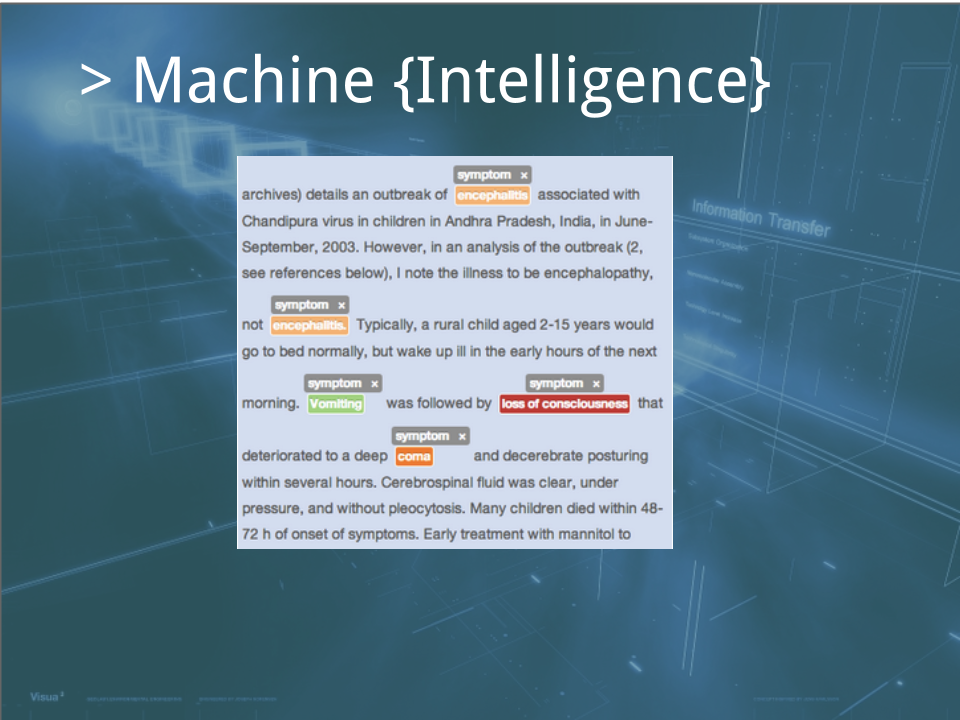 > Machine {Intelligence}
symptom x
archives) details an outbreak of encephalitis associated with
Chandipura virus in children in Andhra Pradesh, India, in June-
September, 2003. However, in an analysis of the outbreak (2,
see references below), I note the illness to be encephalopathy,
symptom x
not encephalitis. Typically, a rural child aged 2-15 years would
go to bed normally, but wake up ill in the early hours of the next
symptom x symptom x
morning. Vomiting was followed by loss of consciousness that
symptom x
deteriorated to a deep coma and decerebrate posturing
within several hours. Cerebrospinal fluid was clear, under
pressure, and without pleocytosis. Many children died within 48-
72 h of onset of symptoms. Early treatment with mannitol to
Information Transfer
Visua